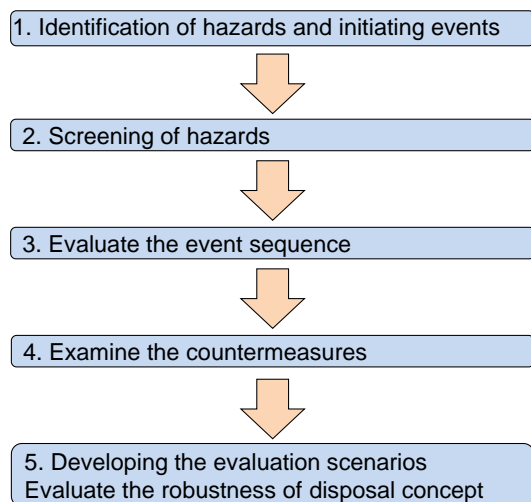 1. Identification of hazards and initiating events
2. Screening of hazards
3. Evaluate the event sequence
4. Examine the countermeasures
5. Developing the evaluation scenarios
Evaluate the robustness of disposal concept